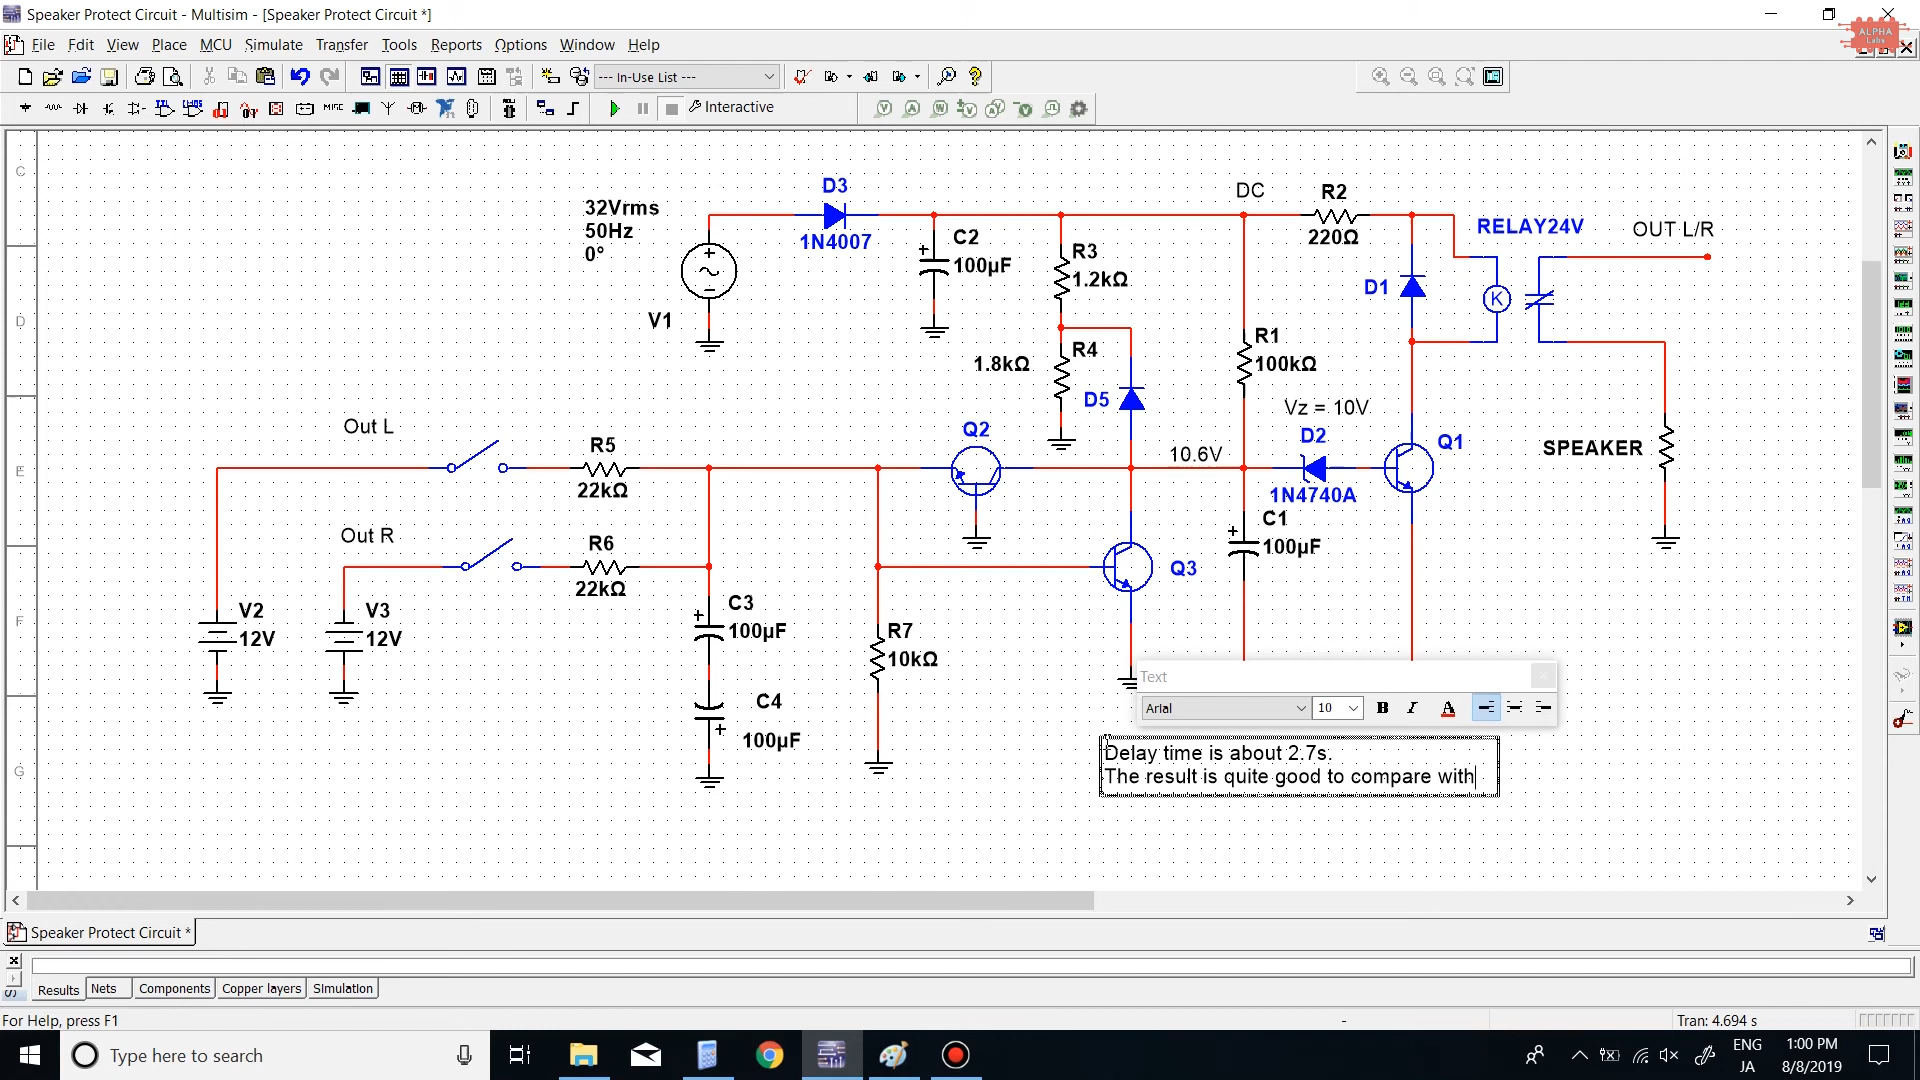 Speaker Protect Circuit - Multisim - [Speaker Protect Circuit *]
ALPHA
Labs
File Edit View Place MCU Simulate Transfer Tools Reports Options Window Help
--- In-Use List ---
MISC
Interactive
C
D
E
F
G
32Vrms
50Hz
0°
V1
D3
1N4007
C2
100µF
R3
1.2kΩ
R4
1.8kΩ
D5
DC
R2
220Ω
RELAY24V
OUT L/R
D1
K
R1
100kΩ
Vz = 10V
D2
1N4740A
Q1
SPEAKER
Out L
R5
22kΩ
Q2
10.6V
C1
100µF
Out R
R6
22kΩ
Q3
V2
12V
V3
12V
C3
100µF
R7
10kΩ
C4
100µF
Text
Arial 10 B I A
Delay time is about 2.7s.
The result is quite good to compare with
Speaker Protect Circuit *
Results Nets Components Copper layers Simulation
For Help, press F1
-
Tran: 4.694 s
Type here to search
ENG
JA
1:00 PM
8/8/2019